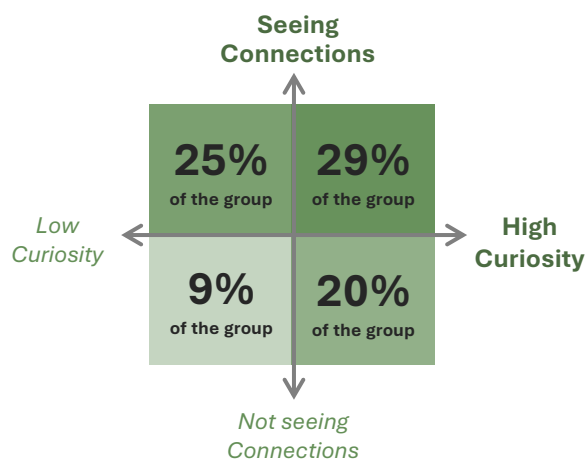 Seeing
Connections
25%
of the group
29%
of the group
Low
Curiosity
High
Curiosity
9%
of the group
20%
of the group
Not seeing
Connections